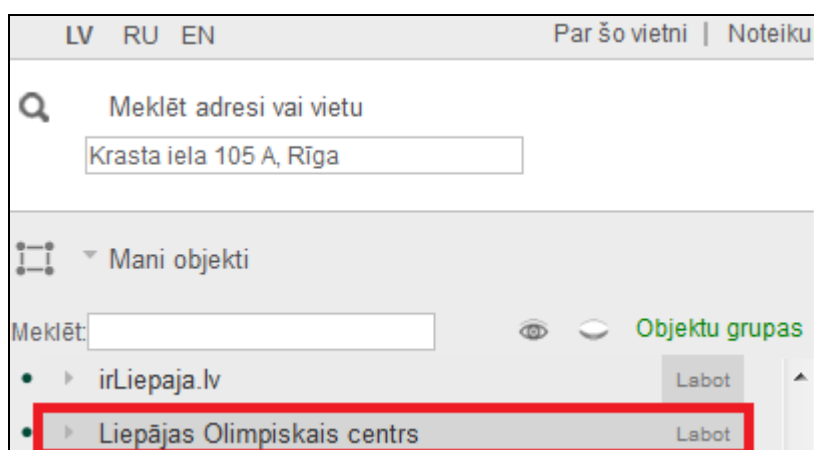 LV RU EN Par šo vietni | Noteiku
Meklēt adresi vai vietu
Krasta iela 105 A, Rīga
Mani objekti
Meklēt: Objektu grupas
irLiepaja.lv Labot
Liepājas Olimpiskais centrs Labot